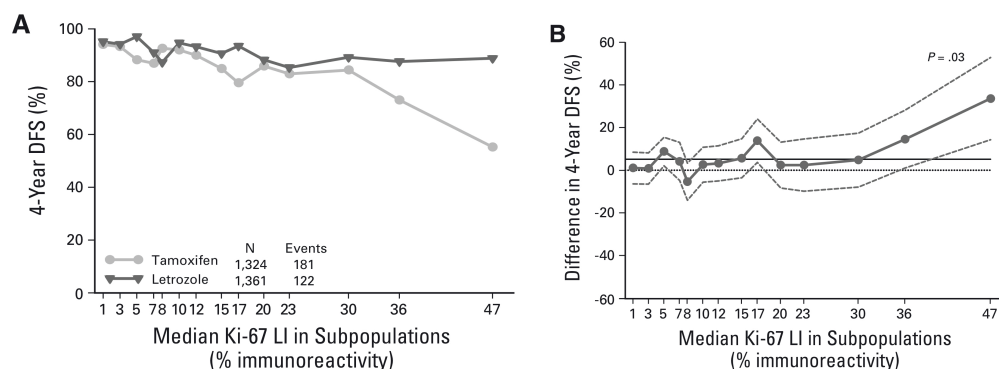 A
100
80
60
40
20
0
4-Year DFS (%)
N Events
Tamoxifen 1,324 181
Letrozole 1,361 122
1 3 5 7 8 10 12 15 17 20 23 30 36 47
Median Ki-67 LI in Subpopulations
(% immunoreactivity)
B
60
40
20
0
-20
-40
-60
Difference in 4-Year DFS (%)
P = .03
1 3 5 7 8 10 12 15 17 20 23 30 36 47
Median Ki-67 LI in Subpopulations
(% immunoreactivity)